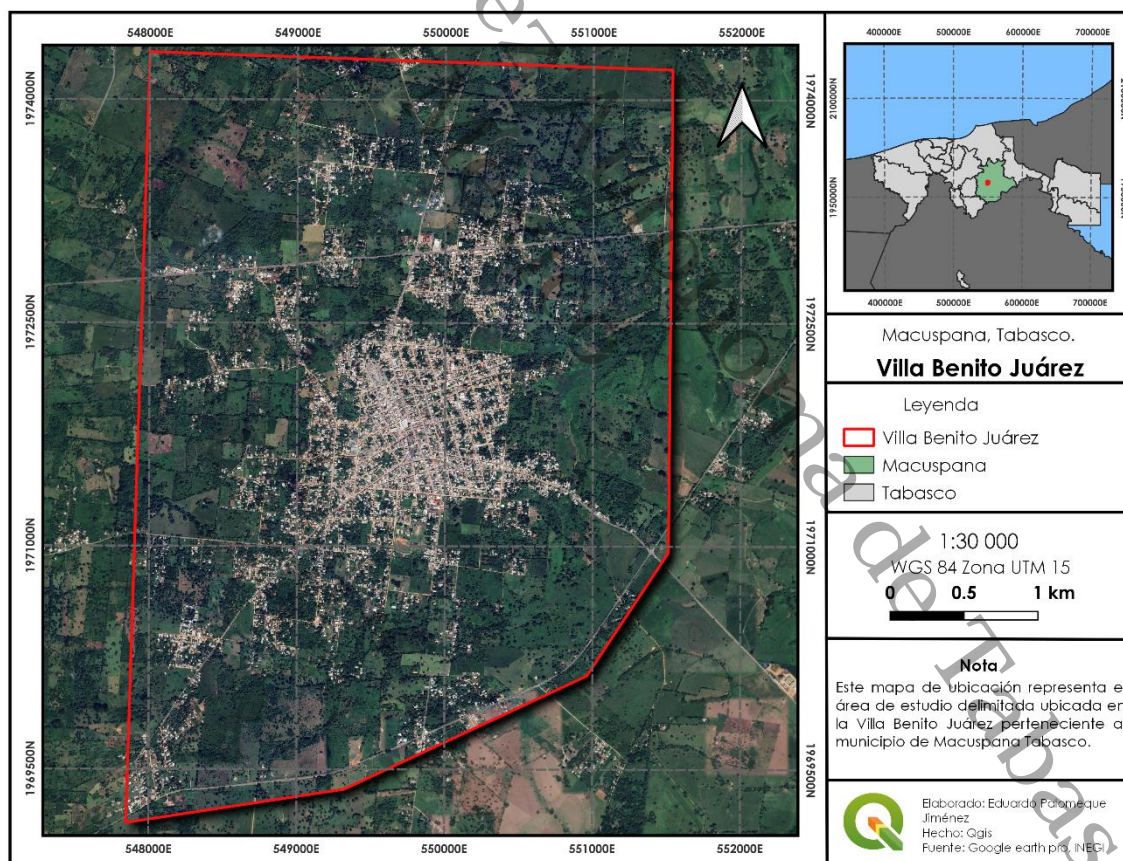 548000E 549000E 550000E 551000E 552000E
1974000N
1972500N
1971000N
1969500N
1974000N
1972500N
1971000N
1969500N
548000E 549000E 550000E 551000E 552000E
400000E 500000E 600000E 700000E
2100000N
1950000N
2100000N
1950000N
400000E 500000E 600000E 700000E
Macuspana, Tabasco.
Villa Benito Juárez
Leyenda
Villa Benito Juárez
Macuspana
Tabasco
1:30 000
WGS 84 Zona UTM 15
0 0.5 1 km
Nota
Este mapa de ubicación representa e
área de estudio delimitada ubicada en
la Villa Benito Juárez perteneciente a
municipio de Macuspana Tabasco.
Elaborado: Eduardo Palomeque
Jiménez
Hecho: Qgis
Fuente: Google earth pro, INEGI
de Tabas